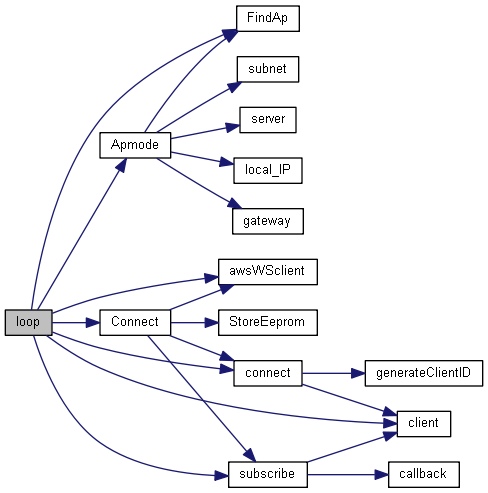 FindAp
subnet
server
Apmode
local_IP
gateway
awsWSclient
loop
Connect
StoreEeprom
connect
generateClientID
client
subscribe
callback